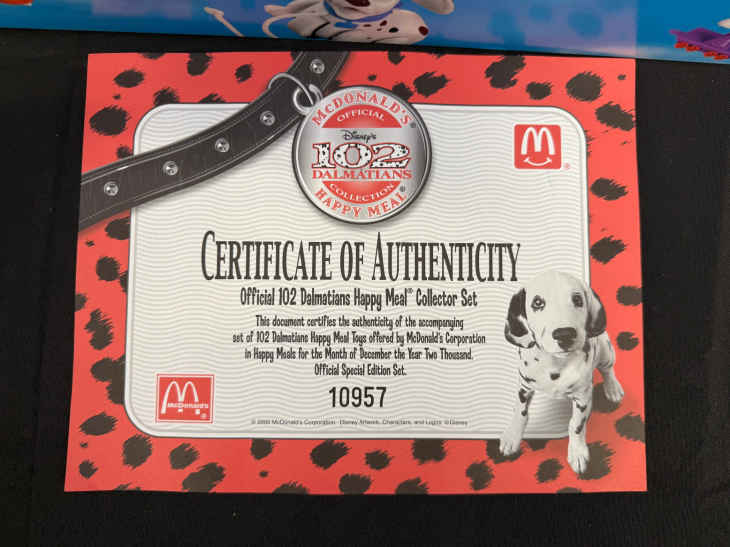 McDONALD'S®
OFFICIAL
Disney's
102
DALMATIANS
COLLECTION
HAPPY MEAL®
®
CERTIFICATE OF AUTHENTICITY
Official 102 Dalmatians Happy Meal® Collector Set
This document certifies the authenticity of the accompanying
set of 102 Dalmatians Happy Meal Toys offered by McDonald's Corporation
in Happy Meals for the Month of December the Year Two Thousand.
Official Special Edition Set.
10957
McDonald's
®
© 2000 McDonald's Corporation Disney Artwork, Characters, and Logos ©Disney